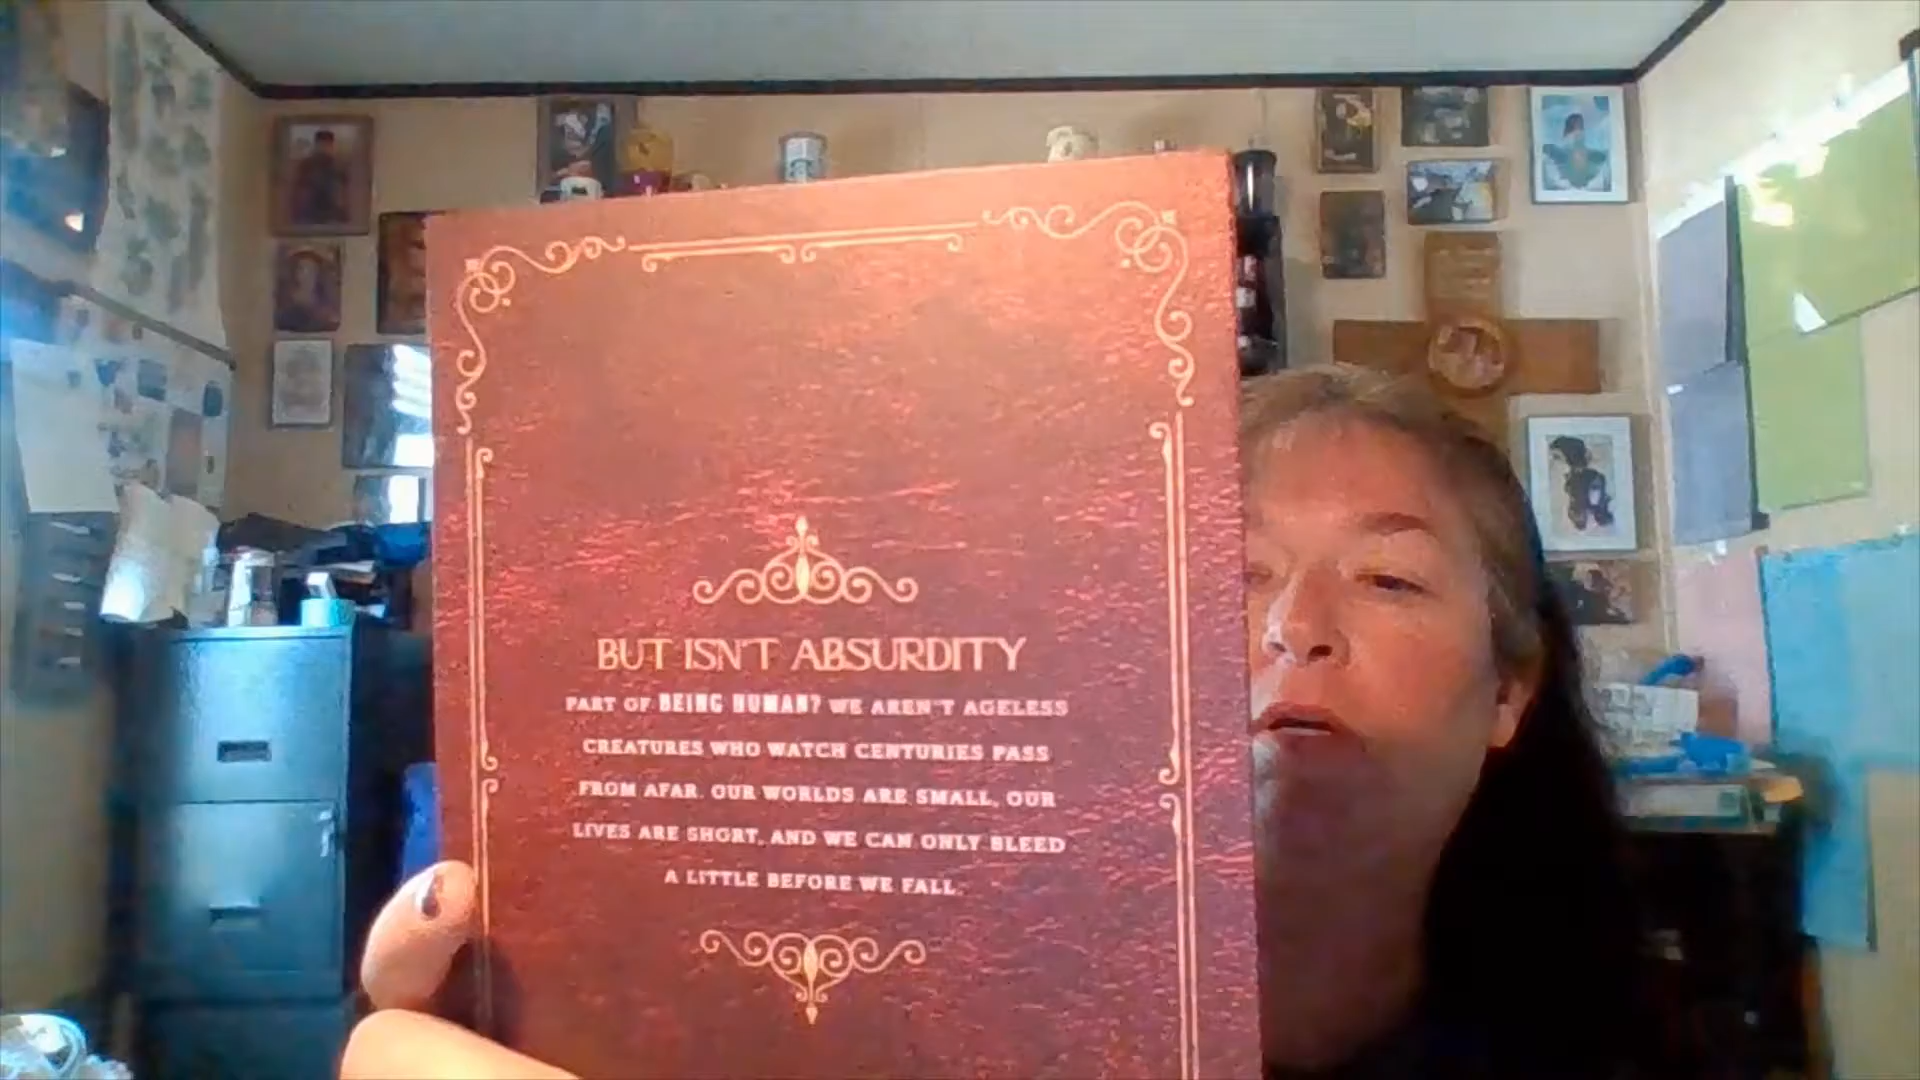 BUT ISN'T ABSURDITY
PART OF BEING HUMAN? WE AREN'T AGELESS
CREATURES WHO WATCH CENTURIES PASS
FROM AFAR. OUR WORLDS ARE SMALL, OUR
LIVES ARE SHORT, AND WE CAN ONLY BLEED
A LITTLE BEFORE WE FALL.